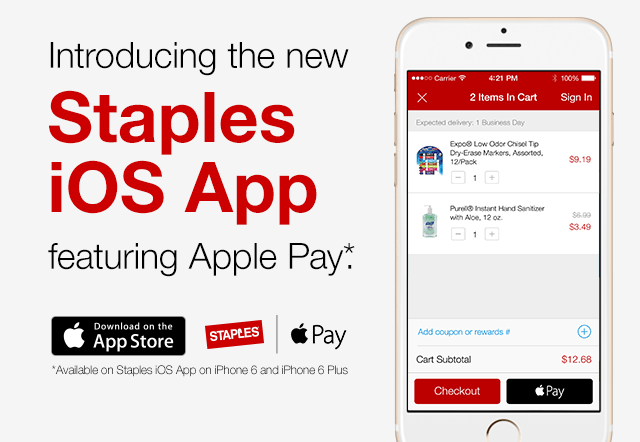 Introducing the new
Staples
iOS App
featuring Apple Pay*.
Download on the
App Store
STAPLES
Pay
*Available on Staples iOS App on iPhone 6 and iPhone 6 Plus
Carrier 4:21 PM 100%
2 Items In Cart Sign In
Expected delivery: 1 Business Day
Expo® Low Odor Chisel Tip
Dry-Erase Markers, Assorted,
12/Pack
$9.19
− 1 +
Purell® Instant Hand Sanitizer
with Aloe, 12 oz.
$6.99
$3.49
− 1 +
Add coupon or rewards #
Cart Subtotal $12.68
Checkout Pay